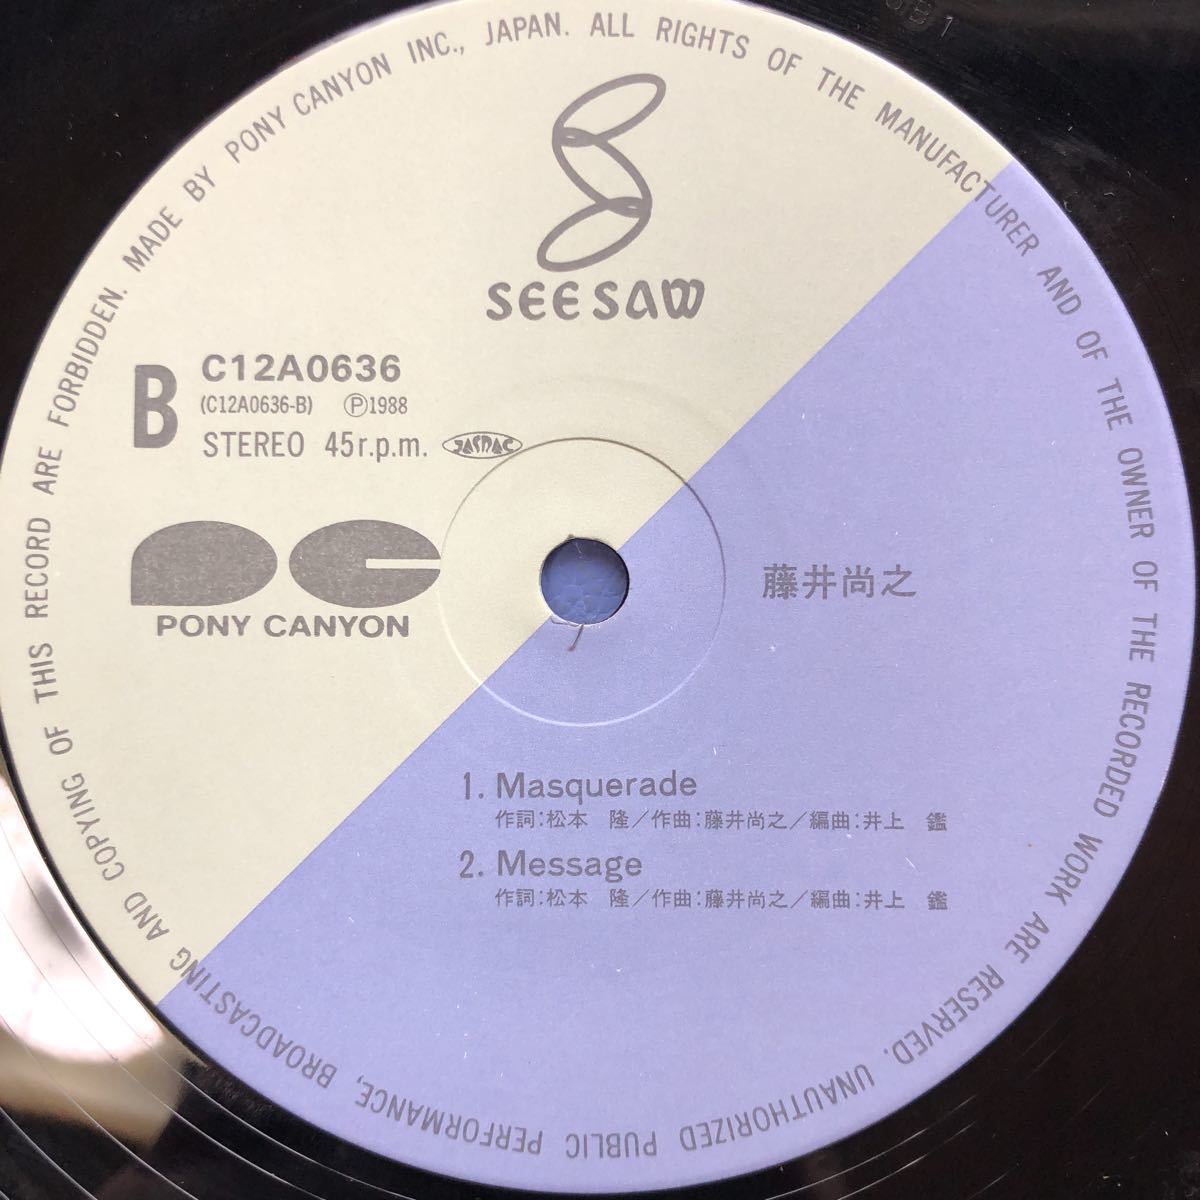 MADE BY PONY CANYON INC., JAPAN. ALL RIGHTS OF THE MANUFACTURER AND OF THE OWNER OF THE RECORDED WORK ARE RESERVED. UNAUTHORIZED PUBLIC PERFORMANCE, BROADCASTING AND COPYING OF THIS RECORD ARE FORBIDDEN.
SEE SAW
B
C12A0636
(C12A0636-B) Ⓟ1988
STEREO 45r.p.m. JASRAC
PONY CANYON
藤井尚之
1. Masquerade
作詞:松本 隆/作曲:藤井尚之/編曲:井上 鑑
2. Message
作詞:松本 隆/作曲:藤井尚之/編曲:井上 鑑